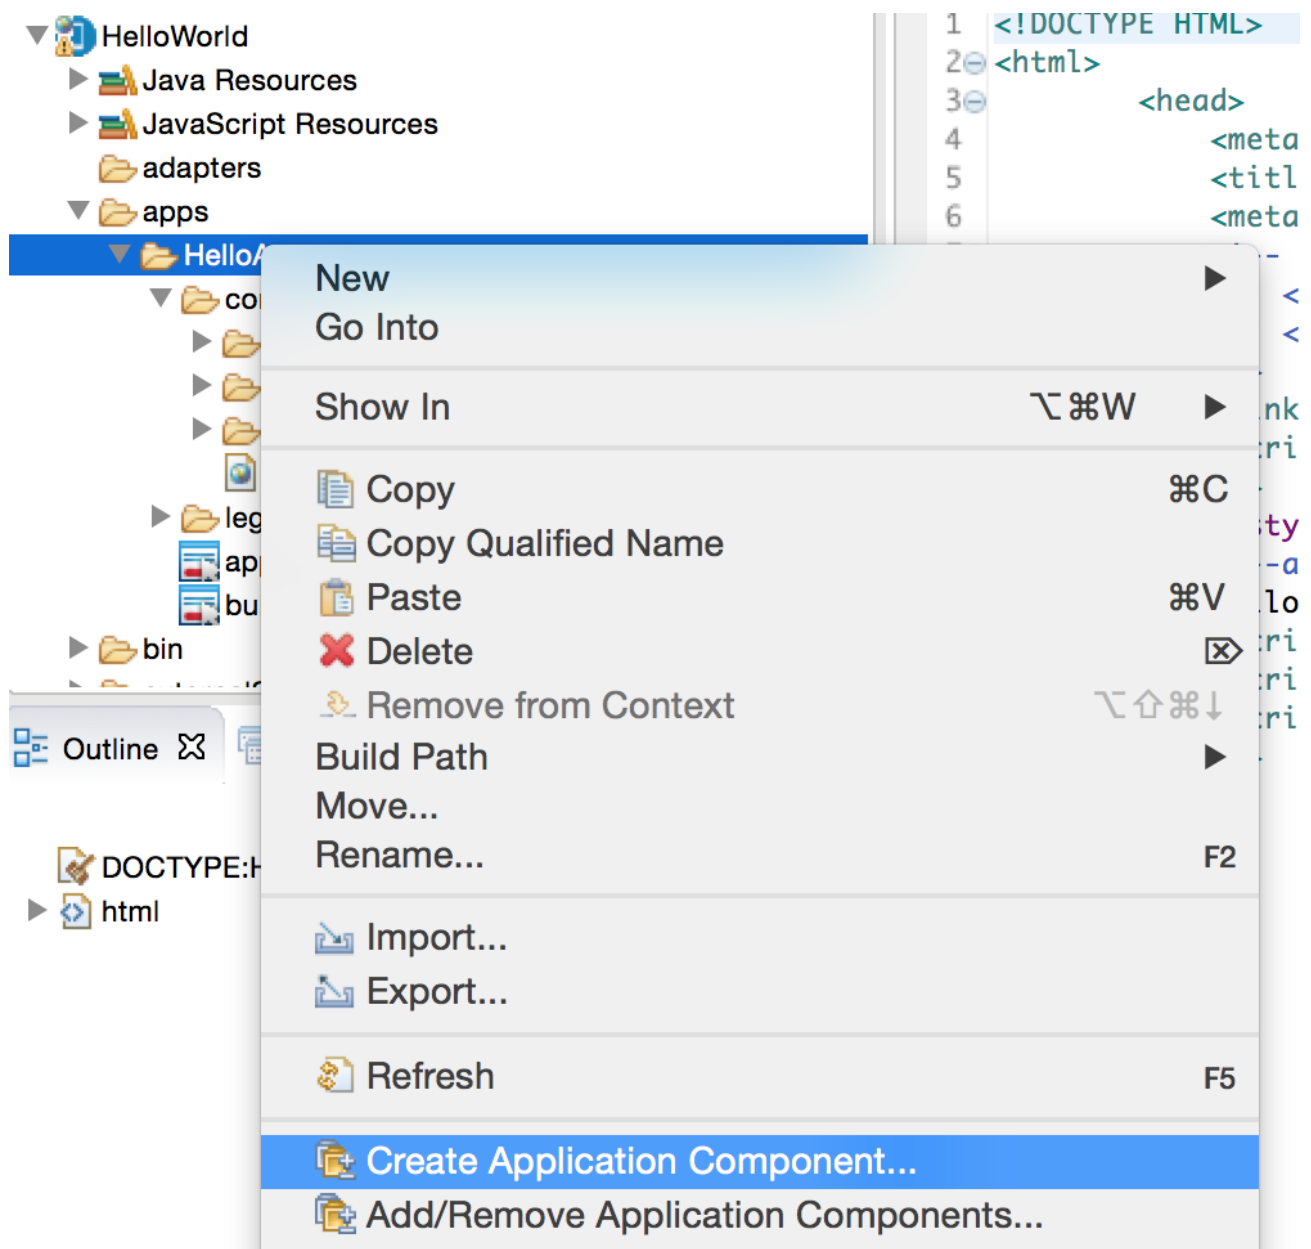 HelloWorld
Java Resources
JavaScript Resources
adapters
apps
New
Go Into
Show In ⌥⌘W
Copy ⌘C
Copy Qualified Name
Paste ⌘V
Delete ⌦
Remove from Context ⌥⇧⌘↓
Build Path
Move...
Rename... F2
Import...
Export...
Refresh F5
Create Application Component...
Add/Remove Application Components...
bin
Outline
html
1 <!DOCTYPE HTML>
2 <html>
3 <head>
4 <meta
5
6 <meta